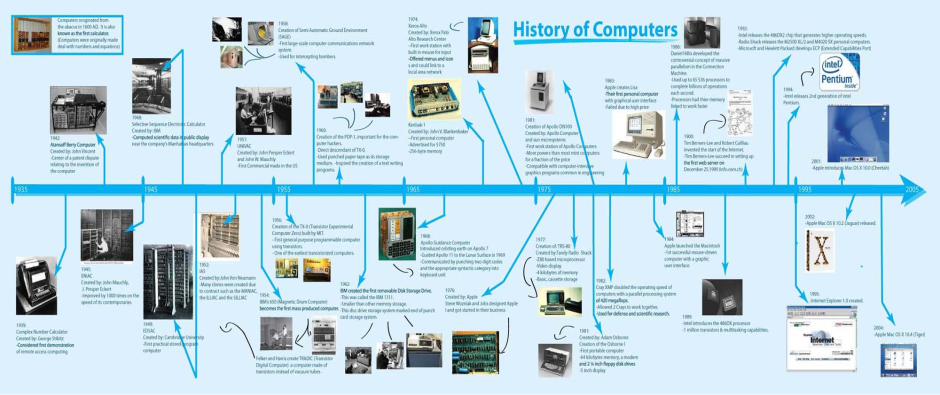 History of Computers
Computers originated from
the abacus in 1600 AD. It is also
known as the first calculator.
(Computers were originally made
deal with numbers and equations)
1942:
Atanasoff Berry Computer
Created by: John Vincent
-Center of a patent dispute
relating to the invention of
the computer
1948:
Selective Sequence Electronic Calculator
Created by: IBM
-Computed scientific data in public display
near the company's Manhattan headquarters
1951:
UNIVAC
Created by: John Presper Eckert
and John W. Mauchly
-First Commercial made in the US
1958:
Creation of Semi-Automatic Ground Environment
(SAGE)
-First large-scale computer communications network
system.
-Used for intercepting bombers.
1960:
Creation of the PDP-1, important for the com-
puter hackers.
-Direct descendant of TX-0
-Used punched paper tape as its storage
medium. - Inspired the creation of a text writing
programs.
1974:
Xerox Alto
Created by: Xerox Palo
Alto Research Center
-First work station with
built in mouse for input
-Offered menus and icon
s and could link to a
local area network
Kenbak-1
Created by: John V. Blankenbaker
-First personal computer
-Advertised for $750
-256-byte memory
1981:
Creation of Apollo DN100
Created by: Apollo Computer
and sun microsystems
-First work station of Apollo Computers
-More powers than most mini computers
for a fraction of the price
-Compatible with computer-intensive
graphics programs common in engineering
1983:
Apple creates Lisa
-Their first personal computer
with graphical user interface
-Failed due to high price
1986:
Daniel Hillis developed the
controversial concept of massive
parallelism in the Connection
Machine.
-Used up to 65 536 processors to
complete billions of operations
each second.
-Processors had their memory
linked to work faster
1990:
Tim Berners-Lee and Robert Cailliau
invented the start of the Internet.
-Tim Berners-Lee succeed in setting up
the first web server on
December 25,1990 (info.cern.ch)
-Intel releases the 486DX2 chip that generates higher operating speeds.
-Radio Shack releases the M2500 XL/2 and M4020 SX personal computers.
-Microsoft and Hewlett Packard develops ECP (Extended Capabilities Port)
1994:
-Intel releases 2nd generation of Intel
Pentium.
intel
Pentium
inside
2001:
-Apple introduces Mac OS X 10.0 (Cheetah)
1935
1945
1955
1965
1975
1985
1995
2005
1939:
Complex Number Calculator
Created by: George Stibitz
-Considered first demonstration
of remote access computing.
ENIAC
Created by: John Mauchly,
J. Presper Eckert
-Improved by 1000 times on the
speed of its contemporaries
1949:
EDSAC
Created by: Cambridge University
-First practical stored program
computer
1952:
IAS
Created by: John Von Neumann
-Many clones were created due to
contract such as the MANIAC,
the ILLIAC and the SILLIAC
1954:
IBM's 650 (Magnetic Drum Computer)
becomes the first mass produced computer.
Felker and Harris create TRADIC (Transistor
Digital Computer) a computer made of
transistors instead of vacuum tubes
1956:
Creation of the TX-0 (Transistor Experimental
Computer Zero) built by MIT.
-First general purpose programmable computer
using transistors.
-One of the earliest transistorized computers.
1962:
IBM created the first removable Disk Storage Drive.
-This was called the IBM 1311.
-Smaller than other memory storage.
-This disc drive storage system marked end of punch
card storage system.
1968:
Apollo Guidance Computer
Introduced orbiting earth on Apollo 7
-Guided Apollo 11 to the Lunar Surface in 1969
-Communicated by punching two digit codes
and the appropriate syntactic category into
keyboard unit
1976:
Created by: Apple
Steve Wozniak and Jobs designed Apple
I and got started in their business
1977:
Creation of: TRS-80
Created by: Tandy Radio Shack
-Z80 based microprocessor
-Video display
-4 kilobytes of memory
-Basic, cassette storage
1981:
Created by: Adam Osborne
Creation of the Osborne I
-First portable computer
-64 kilobytes memory, a modem
and 2 ¼ inch floppy disk drives
-5 inch display
1982:
Cray XMP doubled the operating speed of
computers with a parallel processing system
of 420 megaflops.
-Allowed 2 Crays to work together.
-Used for defense and scientific research.
1984:
Apple launched the Macintosh
-1st successful mouse-driven
computer with a graphic
user interface.
1989:
-Intel introduces the 486DX processor
-1 million transistors & multitasking capabilities.
2002:
-Apple Mac OS X 10.2 (Jaguar) released.
X
1995:
-Internet Explorer 1.0 created.
Internet
2004:
-Apple Mac OS X 10.4 (Tiger)